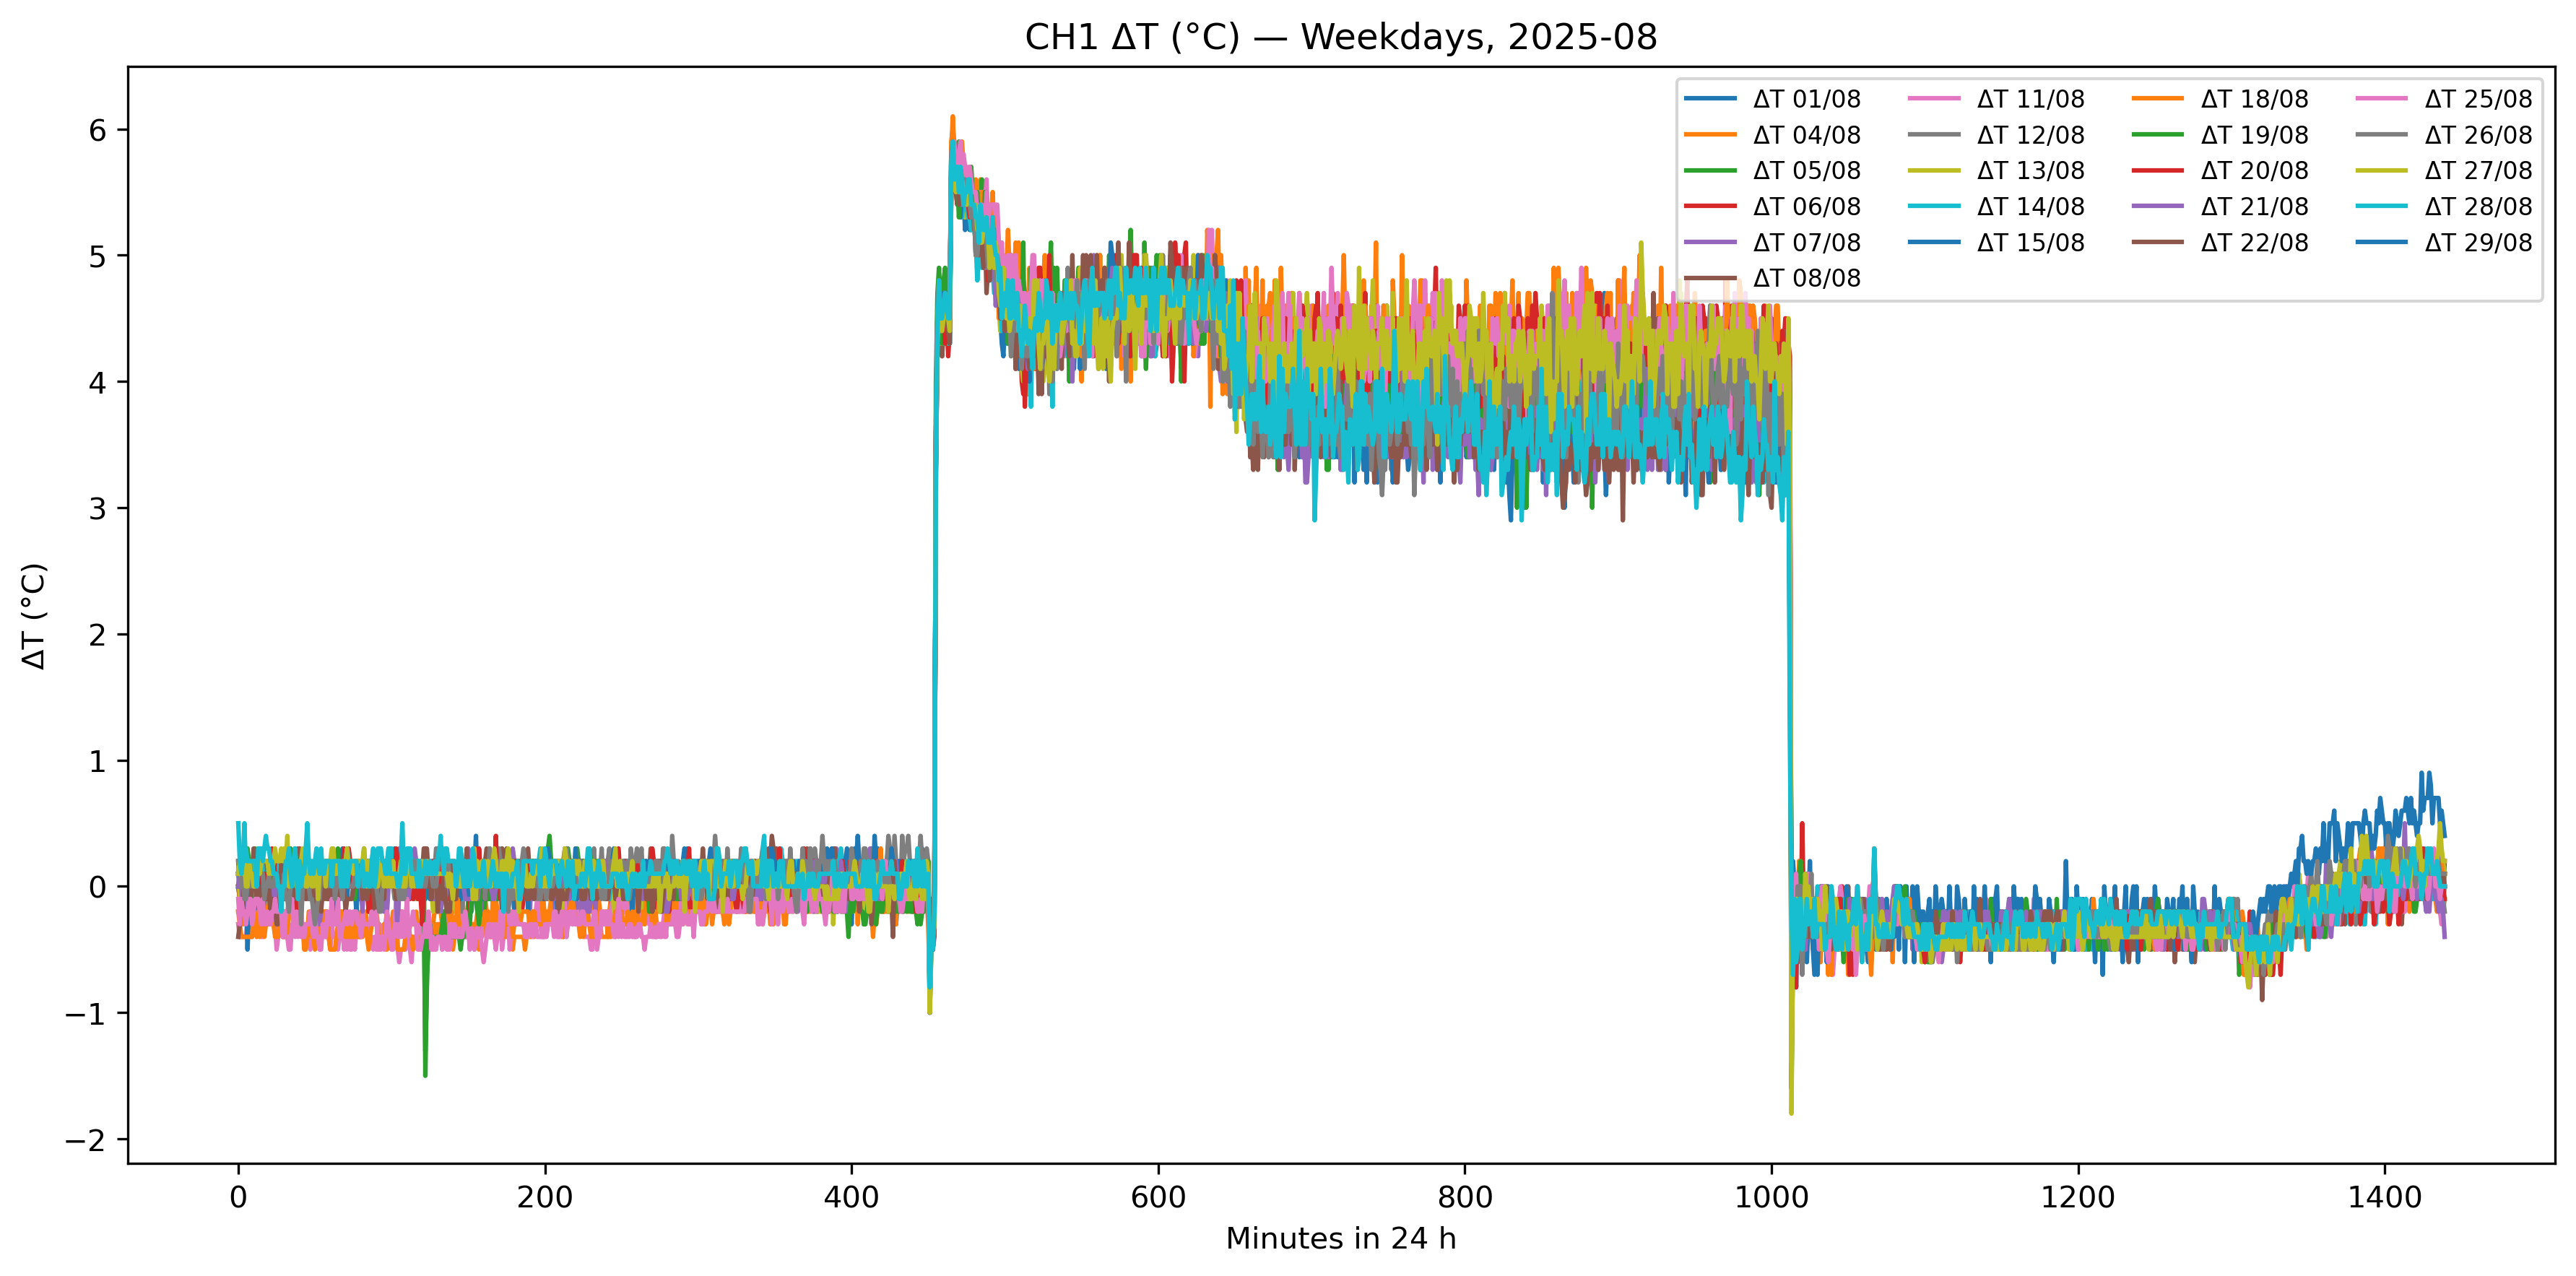 CH1 ΔT (°C) — Weekdays, 2025-08
ΔT (°C)
6
5
4
3
2
1
0
−1
−2
ΔT 01/08
ΔT 04/08
ΔT 05/08
ΔT 06/08
ΔT 07/08
ΔT 08/08
ΔT 11/08
ΔT 12/08
ΔT 13/08
ΔT 14/08
ΔT 15/08
ΔT 18/08
ΔT 19/08
ΔT 20/08
ΔT 21/08
ΔT 22/08
ΔT 25/08
ΔT 26/08
ΔT 27/08
ΔT 28/08
ΔT 29/08
0 200 400 600 800 1000 1200 1400
Minutes in 24 h